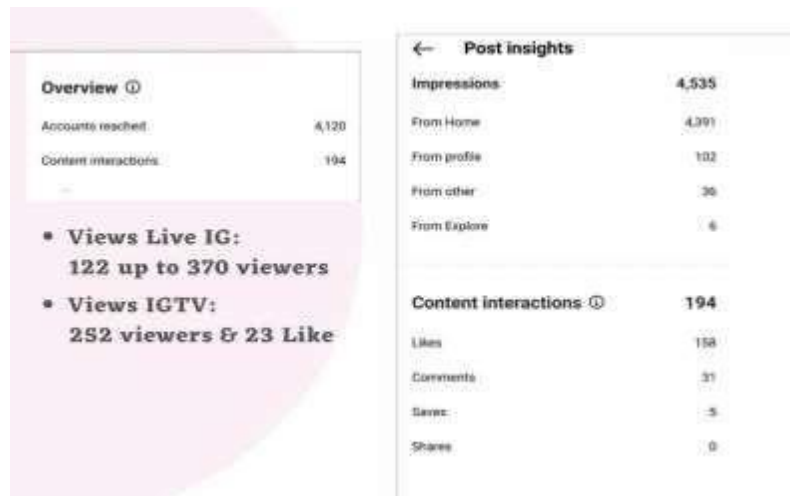 Overview ⓘ
Accounts reached 4,120
Content interactions 194
• Views Live IG:
122 up to 370 viewers
• Views IGTV:
252 viewers & 23 Like
← Post insights
Impressions 4,535
From Home 4,391
From profile 102
From other 36
From Explore 6
Content interactions ⓘ 194
Likes 158
Comments 31
Saves 5
Shares 0